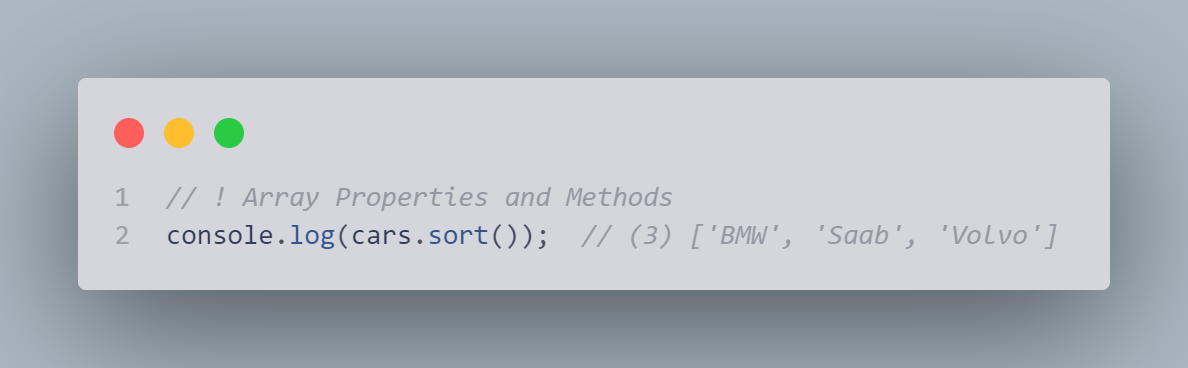 1 // ! Array Properties and Methods
2 console.log(cars.sort()); // (3) ['BMW', 'Saab', 'Volvo']